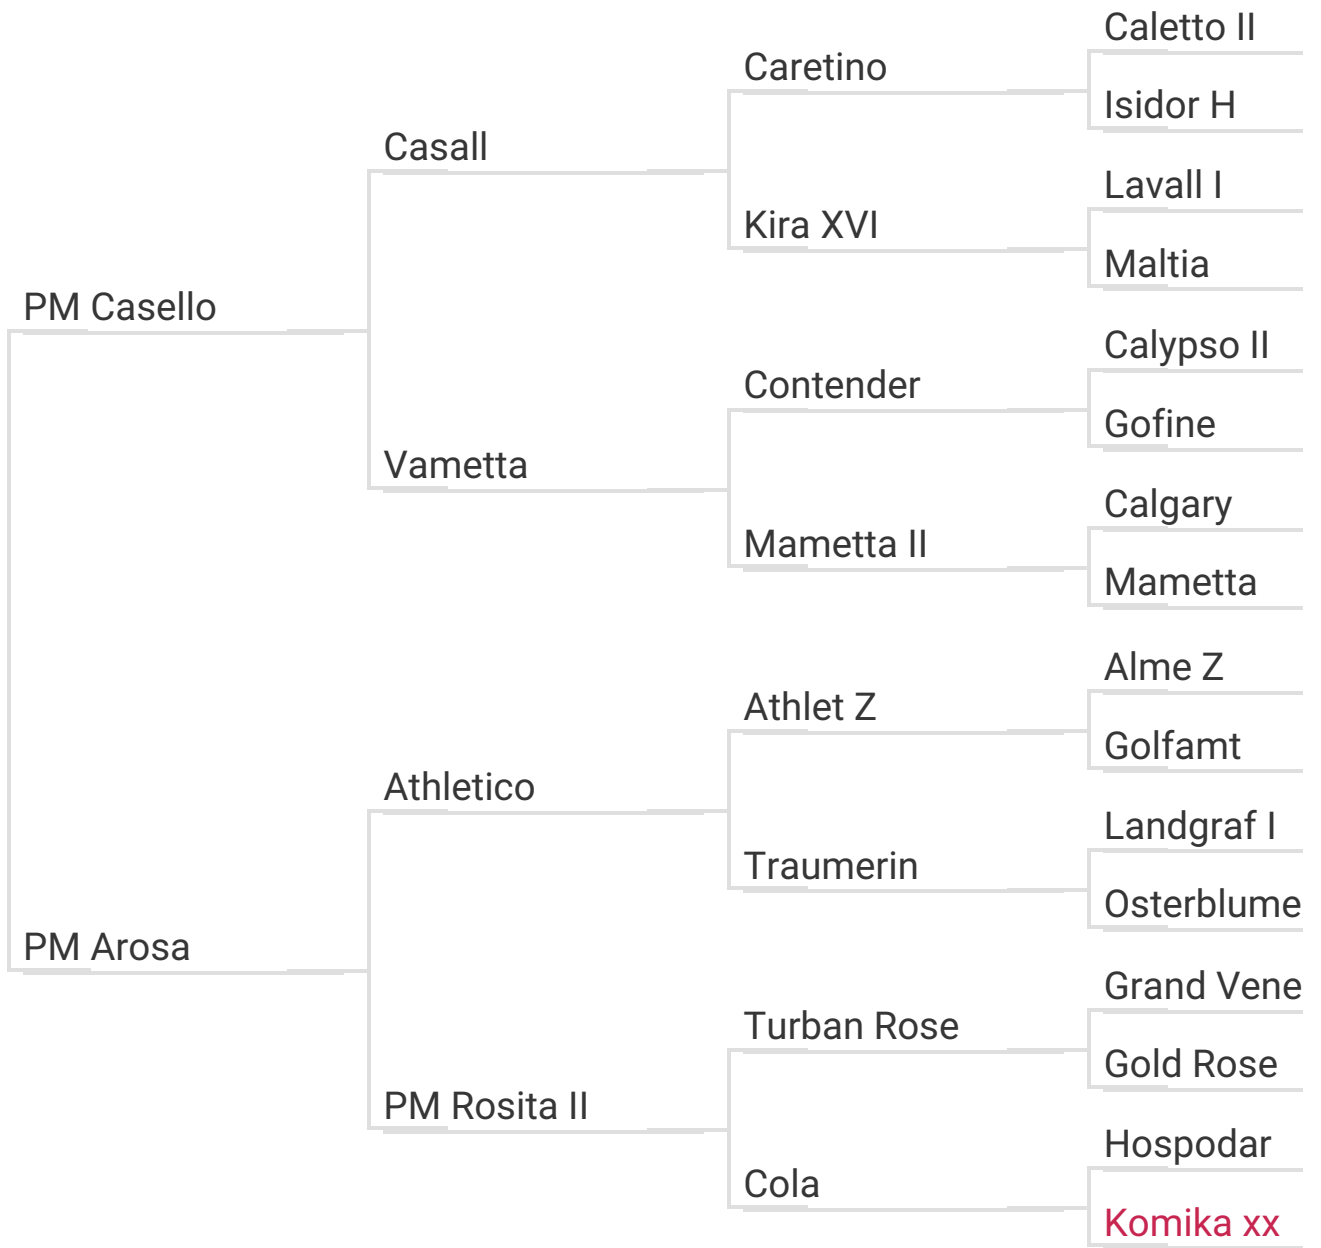 Caletto II
Caretino
Isidor H
Casall
Lavall I
Kira XVI
Maltia
PM Casello
Calypso II
Contender
Gofine
Vametta
Calgary
Mametta II
Mametta
Alme Z
Athlet Z
Golfamt
Athletico
Landgraf I
Traumerin
Osterblume
PM Arosa
Grand Vene
Turban Rose
Gold Rose
PM Rosita II
Hospodar
Cola
Komika xx